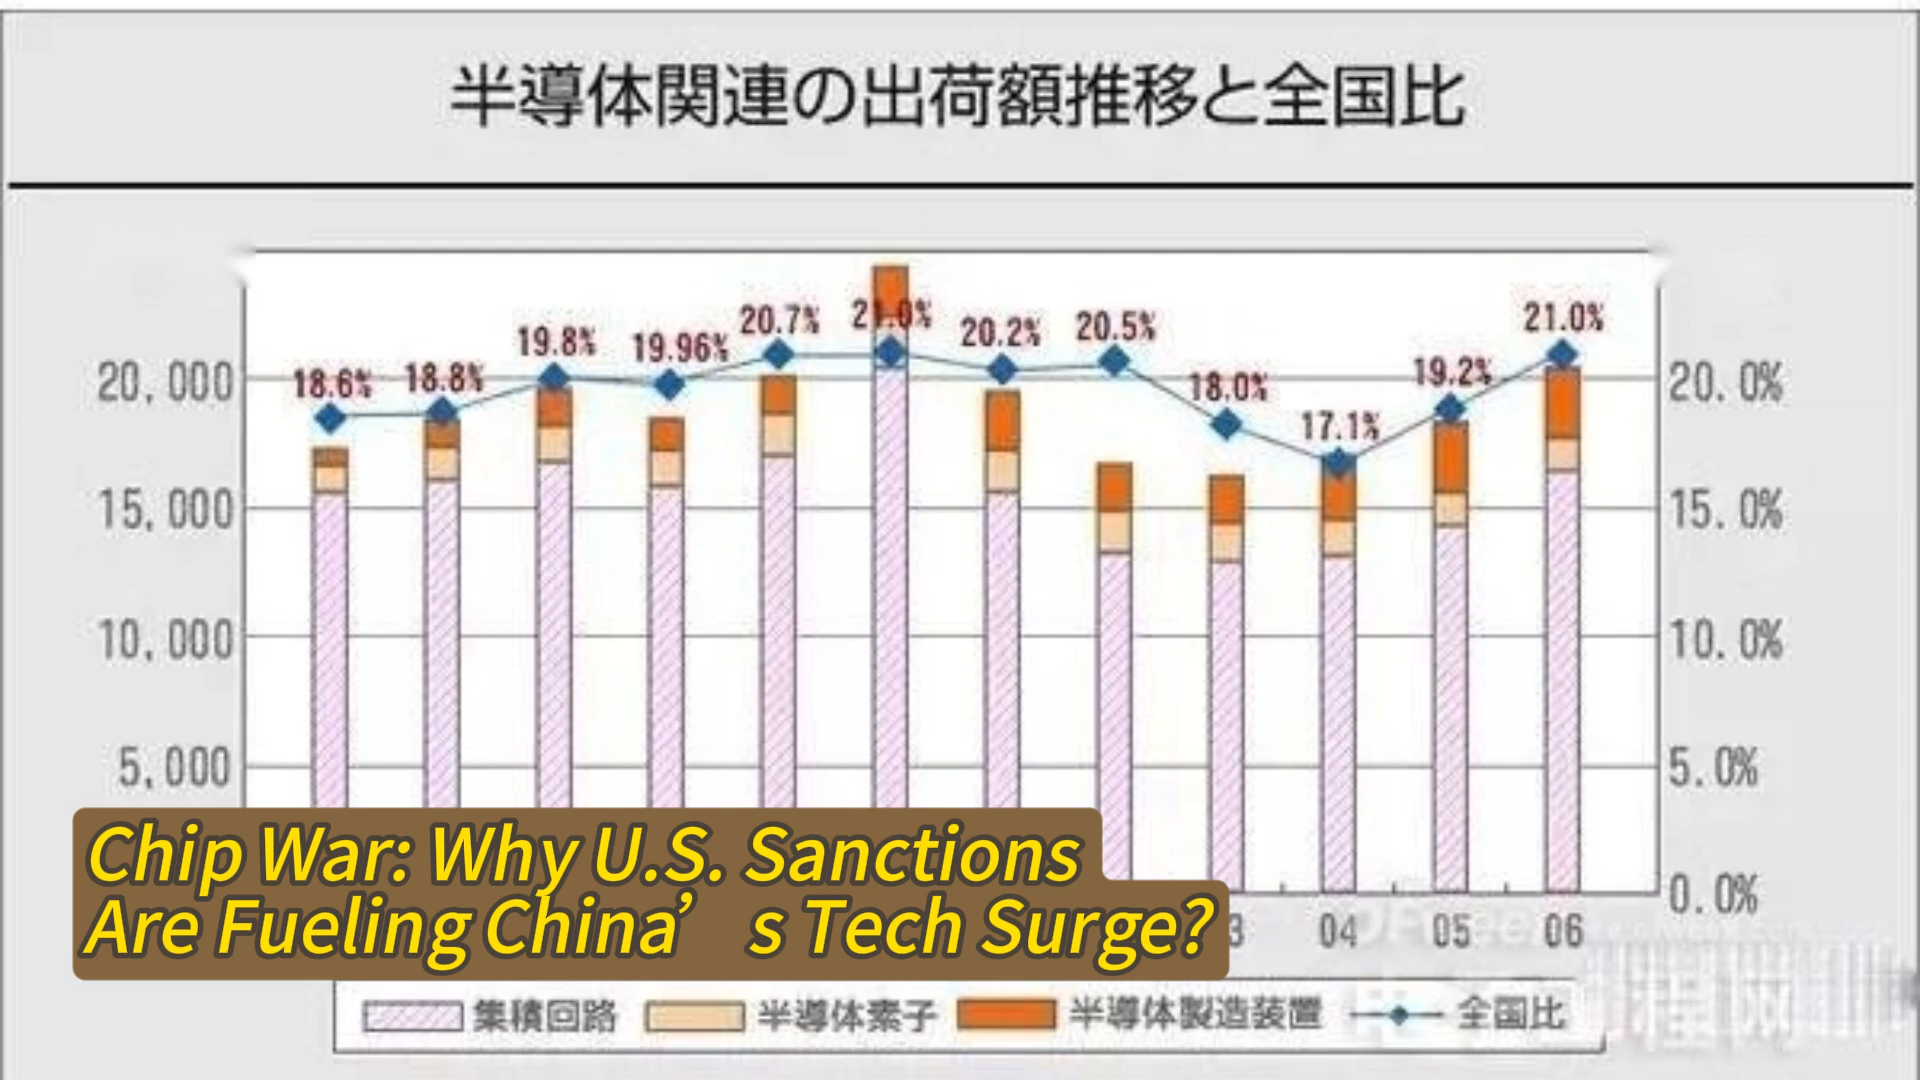 半導体関連の出荷額推移と全国比
18.6% 18.8% 19.8% 19.96% 20.7% 21.0% 20.2% 20.5% 18.0% 17.1% 19.2% 21.0%
20,000 20.0%
15,000 15.0%
10,000 10.0%
5,000 5.0%
0.0%
Chip War: Why U.S. Sanctions
Are Fueling China’s Tech Surge?
3 04 05 06
集積回路 半導体素子 半導体製造装置 全国比